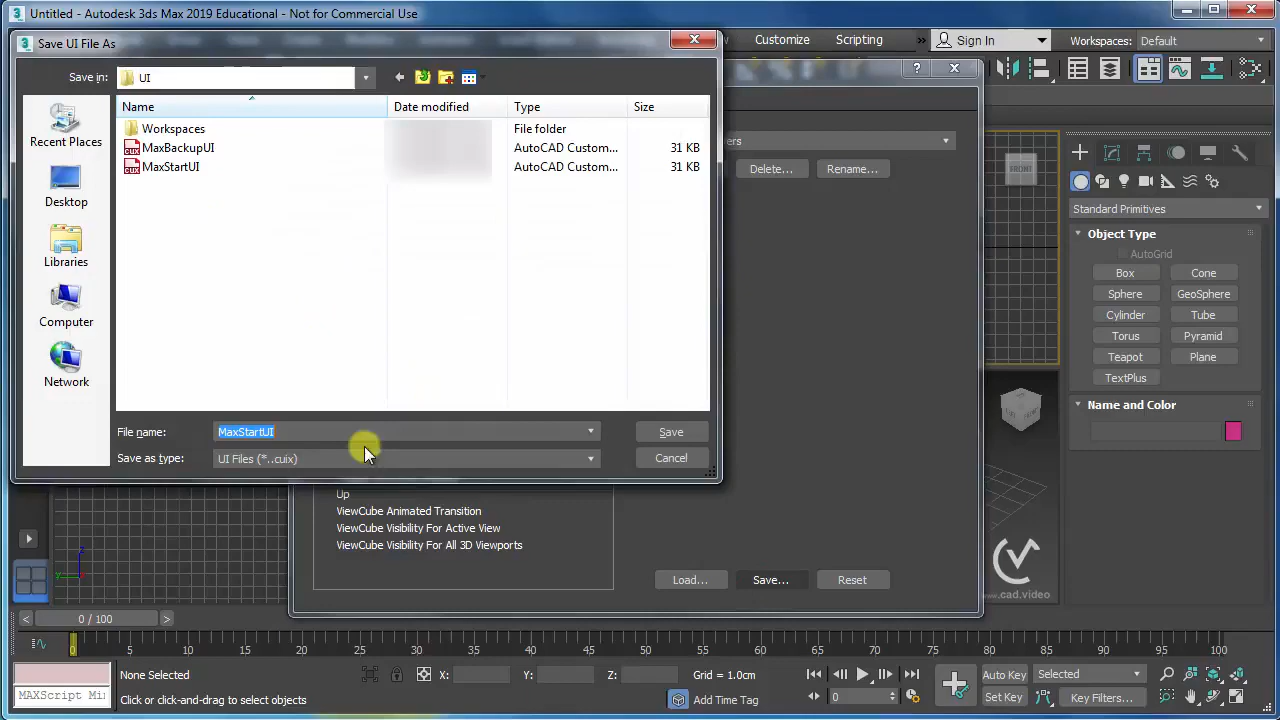 Untitled - Autodesk 3ds Max 2019 Educational - Not for Commercial Use
Save UI File As
Customize Scripting » Sign In Workspaces: Default
Save in: UI
Name Date modified Type Size
Workspaces File folder
MaxBackupUI AutoCAD Custom... 31 KB
MaxStartUI AutoCAD Custom... 31 KB
Recent Places
Desktop
Libraries
Computer
Network
File name: MaxStartUI Save
Save as type: UI Files (*..cuix) Cancel
ers
Delete... Rename...
Up
ViewCube Animated Transition
ViewCube Visibility For Active View
ViewCube Visibility For All 3D Viewports
Load... Save... Reset
FRONT
Standard Primitives
Object Type
AutoGrid
Box Cone
Sphere GeoSphere
Cylinder Tube
Torus Pyramid
Teapot Plane
TextPlus
Name and Color
www.cad.video
z
y
< 0 / 100 >
0 5 10 15 20 25 30 35 40 45 50 55 60 65 70 75 80 85 90 95 100
None Selected X: Y: Z: Grid = 1.0cm Auto Key Selected
MAXScript Mi Click or click-and-drag to select objects Add Time Tag 0 Set Key Key Filters...